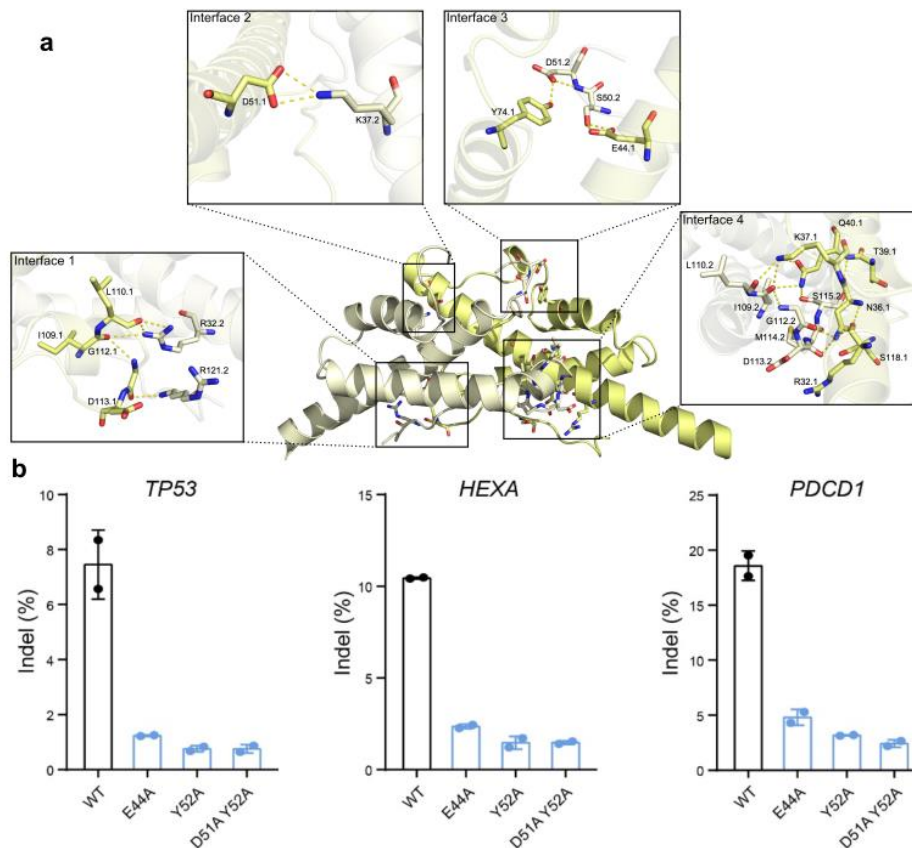 a
Interface 2
D51.1
K37.2
Interface 3
D51.2
S50.2
Y74.1
E44.1
Interface 1
L110.1
I109.1
R32.2
G112.1
R121.2
D113.1
Interface 4
Q40.1
K37.1
L110.2
T39.1
S115.2
I109.2
N36.1
G112.2
M114.2
S118.1
D113.2
R32.1
b
TP53
Indel (%)
10
8
6
4
2
0
WT
E44A
Y52A
D51A Y52A
HEXA
Indel (%)
15
10
5
0
WT
E44A
Y52A
D51A Y52A
PDCD1
Indel (%)
25
20
15
10
5
0
WT
E44A
Y52A
D51A Y52A